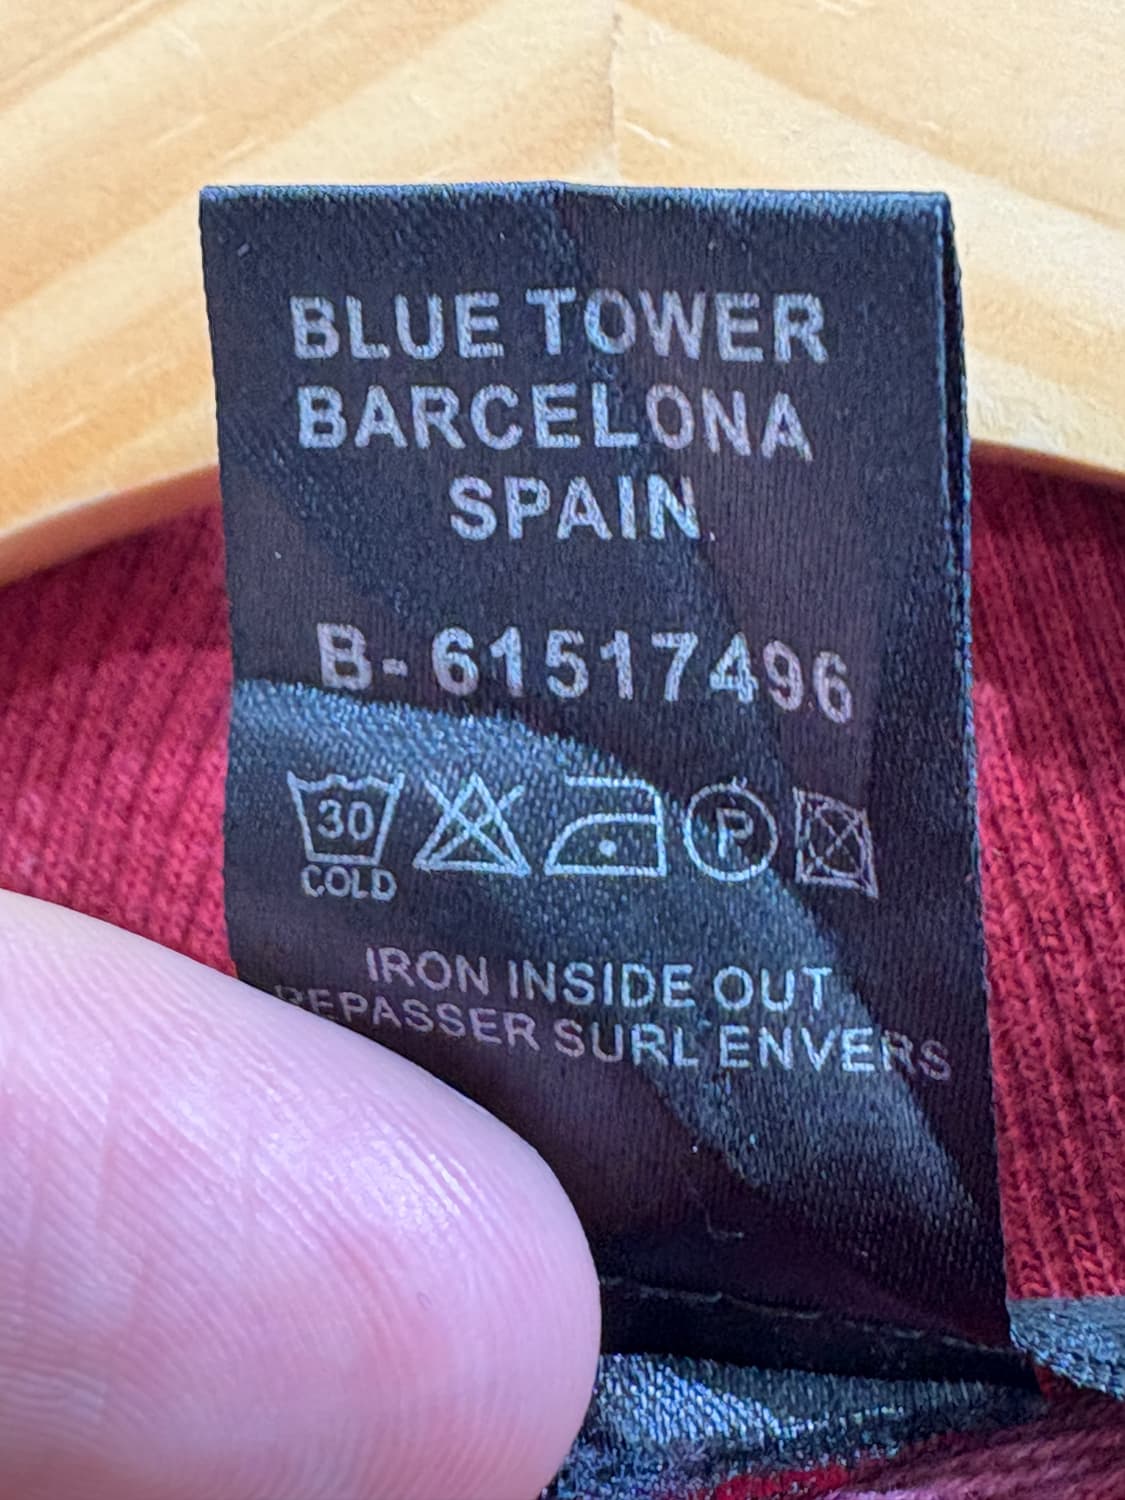 BLUE TOWER
BARCELONA
SPAIN
B- 61517496
30
COLD
P
IRON INSIDE OUT
REPASSER SURL ENVERS